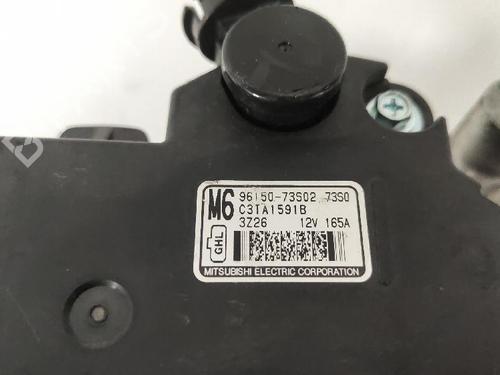 M6 96150-73S02 73S0
C3TA1591B
3Z26 12V 165A
GHL
MITSUBISHI ELECTRIC CORPORATION